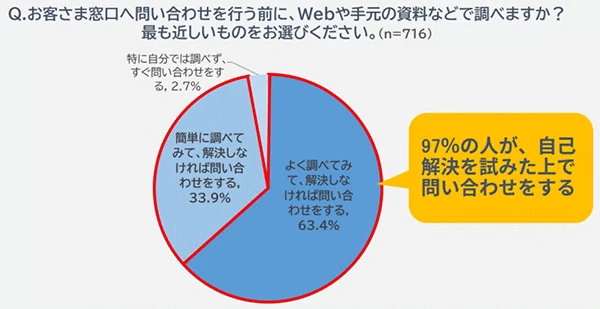 Q.お客さま窓口へ問い合わせを行う前に、Webや手元の資料などで調べますか？
最も近しいものをお選びください。(n=716)
特に自分では調べず、
すぐ問い合わせをす
る, 2.7%
簡単に調べて
みて、解決しな
ければ問い合
わせをする,
33.9%
よく調べてみ
て、解決しな
ければ問い合
わせをする,
63.4%
97％の人が、自己
解決を試みた上で
問い合わせをする